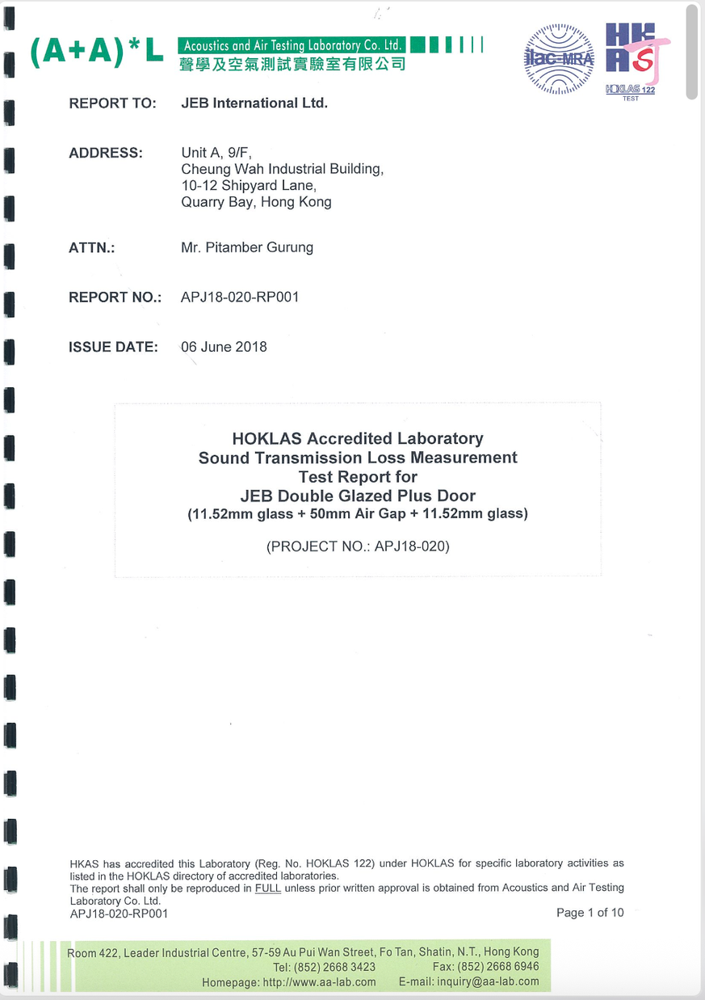 (A+A)*L
Acoustics and Air Testing Laboratory Co. Ltd.
聲學及空氣測試實驗室有限公司
ilac-MRA
HKAS
HOKLAS 122
TEST
REPORT TO: JEB International Ltd.
ADDRESS: Unit A, 9/F,
Cheung Wah Industrial Building,
10-12 Shipyard Lane,
Quarry Bay, Hong Kong
ATTN.: Mr. Pitamber Gurung
REPORT NO.: APJ18-020-RP001
ISSUE DATE: 06 June 2018
HOKLAS Accredited Laboratory
Sound Transmission Loss Measurement
Test Report for
JEB Double Glazed Plus Door
(11.52mm glass + 50mm Air Gap + 11.52mm glass)
(PROJECT NO.: APJ18-020)
HKAS has accredited this Laboratory (Reg. No. HOKLAS 122) under HOKLAS for specific laboratory activities as
listed in the HOKLAS directory of accredited laboratories.
The report shall only be reproduced in FULL unless prior written approval is obtained from Acoustics and Air Testing
Laboratory Co. Ltd.
APJ18-020-RP001 Page 1 of 10
Room 422, Leader Industrial Centre, 57-59 Au Pui Wan Street, Fo Tan, Shatin, N.T., Hong Kong
Tel: (852) 2668 3423 Fax: (852) 2668 6946
Homepage: http://www.aa-lab.com E-mail: inquiry@aa-lab.com